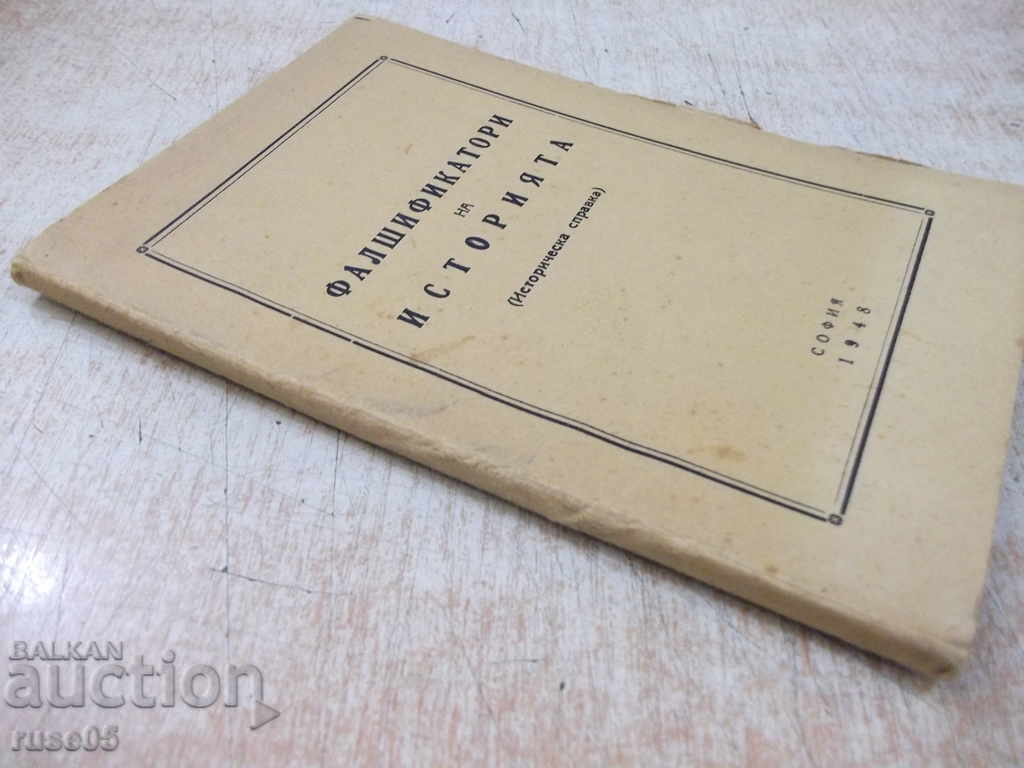 ФАЛШИФИКАТОРИ
НА
ИСТОРИЯТА
(Историческа справка)
СОФИЯ
1948
BALKAN
auction
ruse05